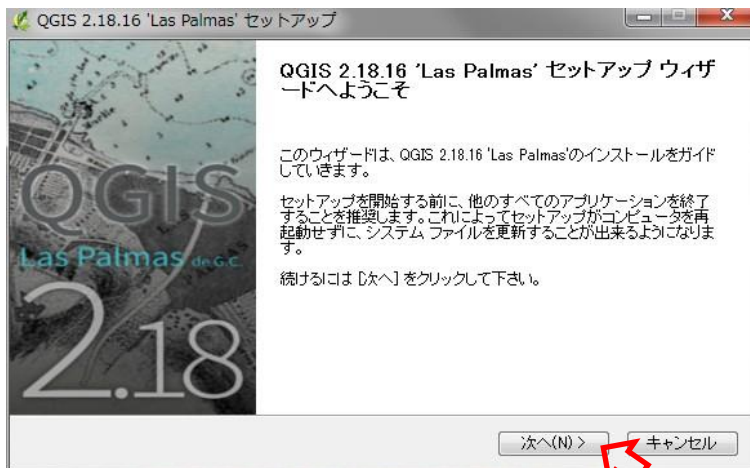 QGIS 2.18.16 'Las Palmas' セットアップ
QGIS 2.18.16 'Las Palmas' セットアップ ウィザ
ードへようこそ
このウィザードは、QGIS 2.18.16 'Las Palmas'のインストールをガイド
していきます。
セットアップを開始する前に、他のすべてのアプリケーションを終了
することを推奨します。これによってセットアップがコンピュータを再
起動せずに、システム ファイルを更新することが出来るようになりま
す。
続けるには [次へ] をクリックして下さい。
QGIS
Las Palmas de G.C.
2.18
次へ(N) >
キャンセル